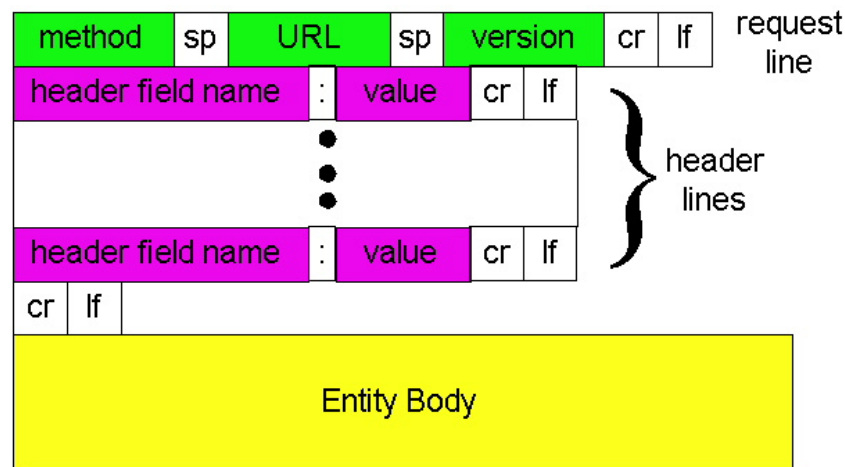 method sp URL sp version cr lf
request line
header field name : value cr lf
header lines
header field name : value cr lf
cr lf
Entity Body